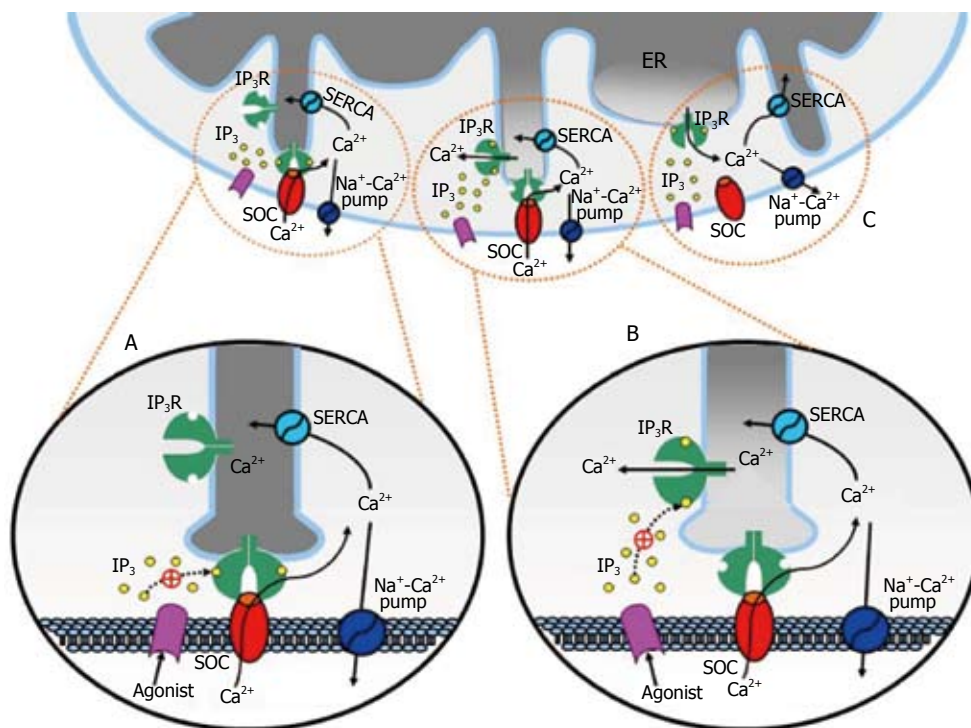 ER
IP₃R
SERCA
IP₃
Ca²⁺
Na⁺-Ca²⁺
pump
SOC
Ca²⁺
IP₃R
SERCA
Ca²⁺
IP₃
Ca²⁺
Na⁺-Ca²⁺
pump
SOC
Ca²⁺
SERCA
IP₃R
Ca²⁺
IP₃
Na⁺-Ca²⁺
pump
SOC
C
A
IP₃R
SERCA
Ca²⁺
Ca²⁺
IP₃
Na⁺-Ca²⁺
pump
SOC
Agonist
Ca²⁺
B
SERCA
IP₃R
Ca²⁺
Ca²⁺
Ca²⁺
IP₃
Na⁺-Ca²⁺
pump
SOC
Agonist
Ca²⁺